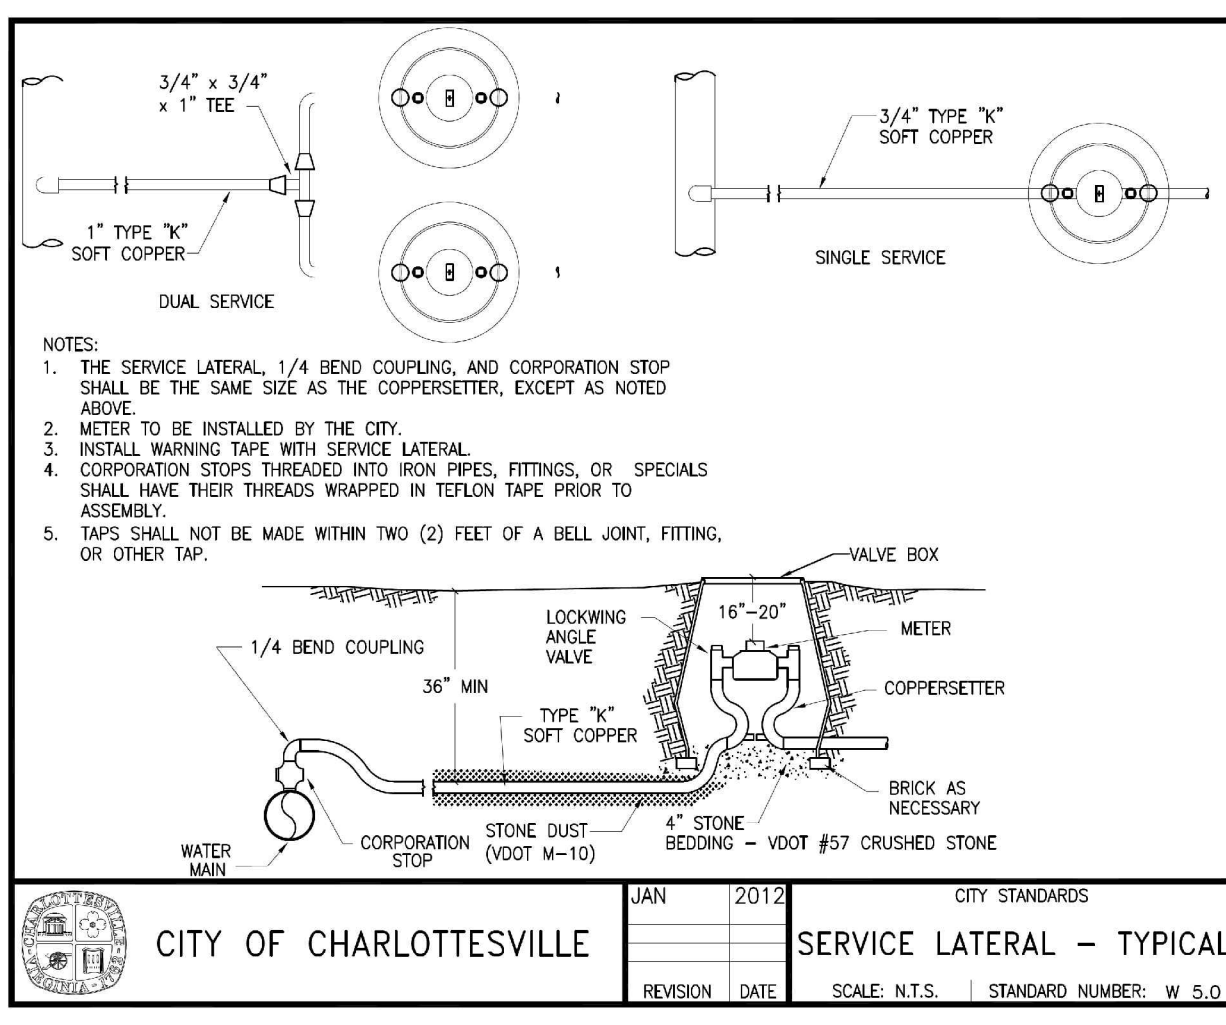 3/4" x 3/4"
x 1" TEE
1" TYPE "K"
SOFT COPPER
DUAL SERVICE
3/4" TYPE "K"
SOFT COPPER
SINGLE SERVICE
NOTES:
1. THE SERVICE LATERAL, 1/4 BEND COUPLING, AND CORPORATION STOP
SHALL BE THE SAME SIZE AS THE COPPERSETTER, EXCEPT AS NOTED
ABOVE.
2. METER TO BE INSTALLED BY THE CITY.
3. INSTALL WARNING TAPE WITH SERVICE LATERAL.
4. CORPORATION STOPS THREADED INTO IRON PIPES, FITTINGS, OR SPECIALS
SHALL HAVE THEIR THREADS WRAPPED IN TEFLON TAPE PRIOR TO
ASSEMBLY.
5. TAPS SHALL NOT BE MADE WITHIN TWO (2) FEET OF A BELL JOINT, FITTING,
OR OTHER TAP.
VALVE BOX
16"-20"
LOCKWING
ANGLE
VALVE
METER
1/4 BEND COUPLING
36" MIN
COPPERSETTER
TYPE "K"
SOFT COPPER
BRICK AS
NECESSARY
4" STONE
BEDDING - VDOT #57 CRUSHED STONE
STONE DUST
(VDOT M-10)
CORPORATION
STOP
WATER
MAIN
CHARLOTTESVILLE
VIRGINIA - 1762
CITY OF CHARLOTTESVILLE
JAN 2012
REVISION DATE
CITY STANDARDS
SERVICE LATERAL - TYPICAL
SCALE: N.T.S. STANDARD NUMBER: W 5.0